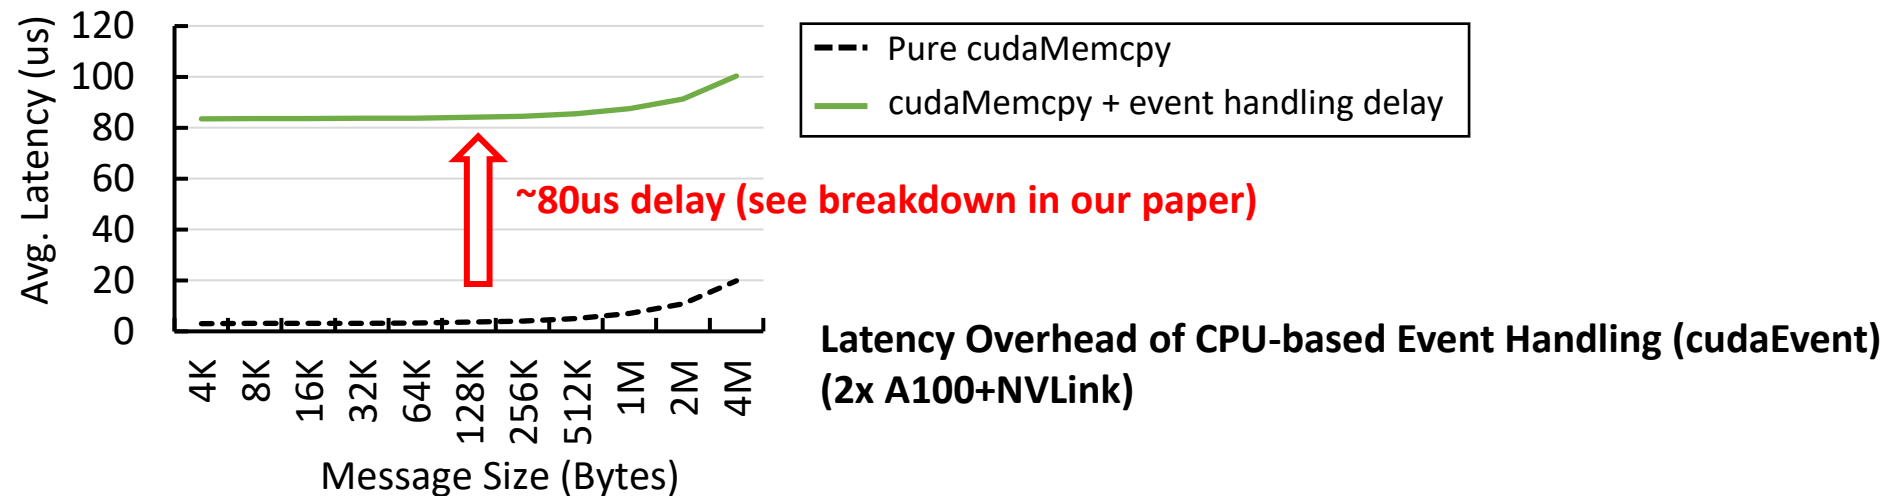 120
100
80
60
40
20
0
Avg. Latency (us)
4K
8K
16K
32K
64K
128K
256K
512K
1M
2M
4M
Message Size (Bytes)
Pure cudaMemcpy
cudaMemcpy + event handling delay
~80us delay (see breakdown in our paper)
Latency Overhead of CPU-based Event Handling (cudaEvent)
(2x A100+NVLink)